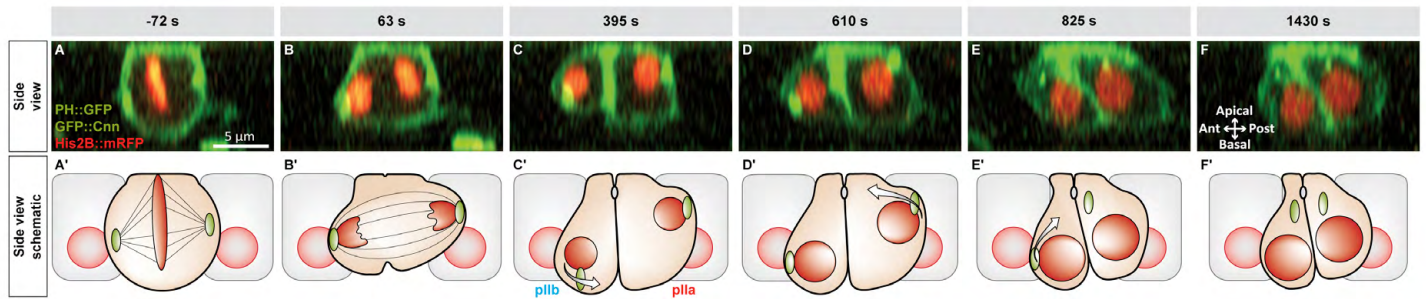 -72 s
63 s
395 s
610 s
825 s
1430 s
Side
view
A
B
C
D
E
F
PH::GFP
GFP::Cnn
His2B::mRFP
5 µm
Apical
Ant
Post
Basal
Side view
schematic
A'
B'
C'
D'
E'
F'
pIIb
pIIa